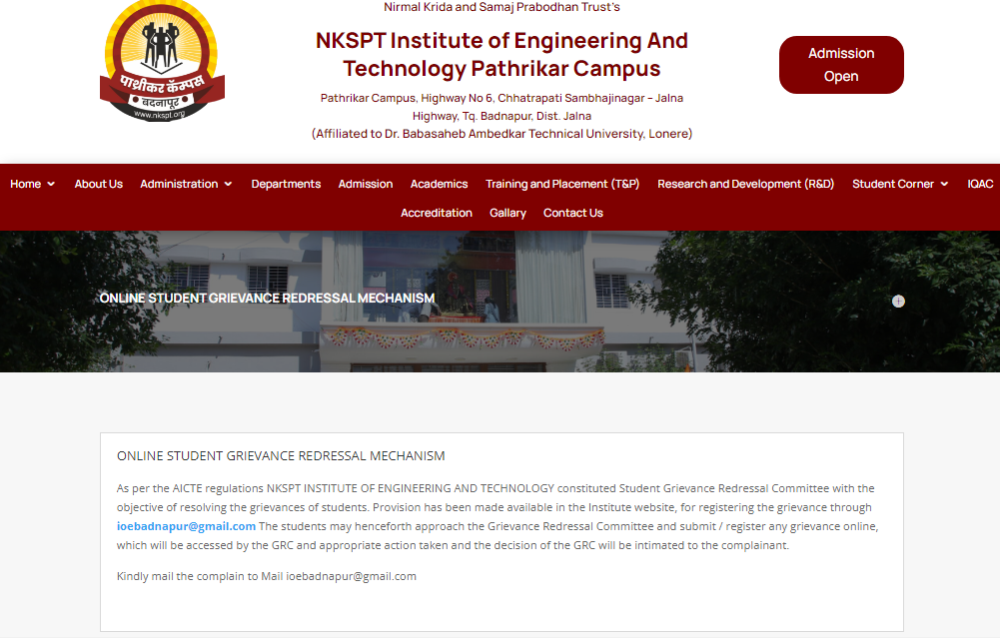 Nirmal Krida and Samaj Prabodhan Trust's
NKSPT Institute of Engineering And
Technology Pathrikar Campus
Pathrikar Campus, Highway No 6, Chhatrapati Sambhajinagar – Jalna
Highway, Tq. Badnapur, Dist. Jalna
(Affiliated to Dr. Babasaheb Ambedkar Technical University, Lonere)
पाथ्रीकर कॅम्पस
बदनापूर
www.nkspt.org
Admission
Open
Home About Us Administration Departments Admission Academics Training and Placement (T&P) Research and Development (R&D) Student Corner IQAC
Accreditation Gallary Contact Us
ONLINE STUDENT GRIEVANCE REDRESSAL MECHANISM
ONLINE STUDENT GRIEVANCE REDRESSAL MECHANISM
As per the AICTE regulations NKSPT INSTITUTE OF ENGINEERING AND TECHNOLOGY constituted Student Grievance Redressal Committee with the
objective of resolving the grievances of students. Provision has been made available in the Institute website, for registering the grievance through
ioebadnapur@gmail.com The students may henceforth approach the Grievance Redressal Committee and submit / register any grievance online,
which will be accessed by the GRC and appropriate action taken and the decision of the GRC will be intimated to the complainant.
Kindly mail the complain to Mail ioebadnapur@gmail.com